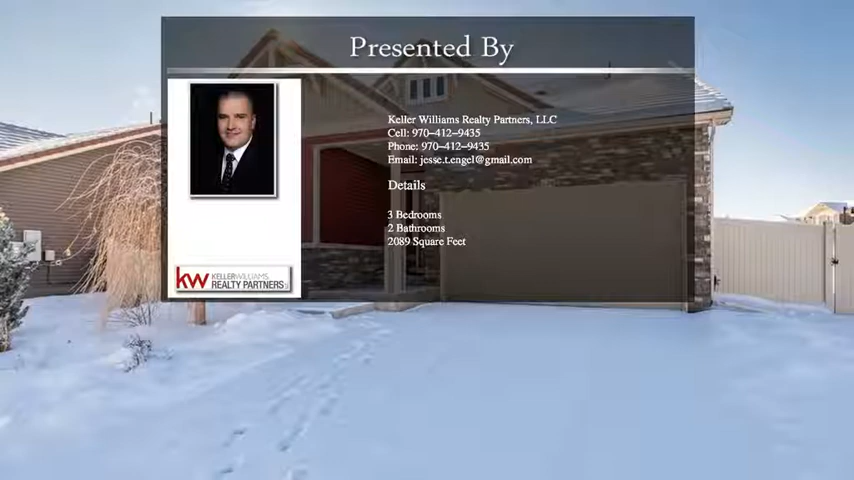 Presented By
Keller Williams Realty Partners, LLC
Cell: 970-412-9435
Phone: 970-412-9435
Email: jesse.t.engel@gmail.com
Details
3 Bedrooms
2 Bathrooms
2089 Square Feet
kw KELLERWILLIAMS
REALTY PARTNERS